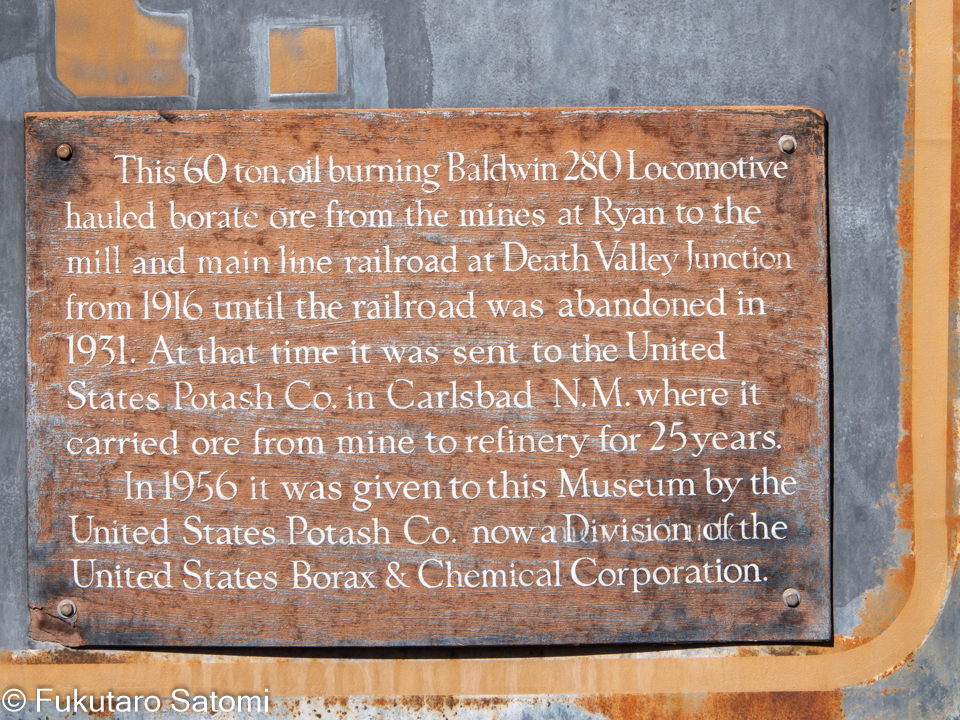 This 60 ton, oil burning Baldwin 280 Locomotive
hauled borate ore from the mines at Ryan to the
mill and main line railroad at Death Valley Junction
from 1916 until the railroad was abandoned in
1931. At that time it was sent to the United
States Potash Co. in Carlsbad N.M. where it
carried ore from mine to refinery for 25 years.
In 1956 it was given to this Museum by the
United States Potash Co. now a Division of the
United States Borax & Chemical Corporation.
© Fukutaro Satomi